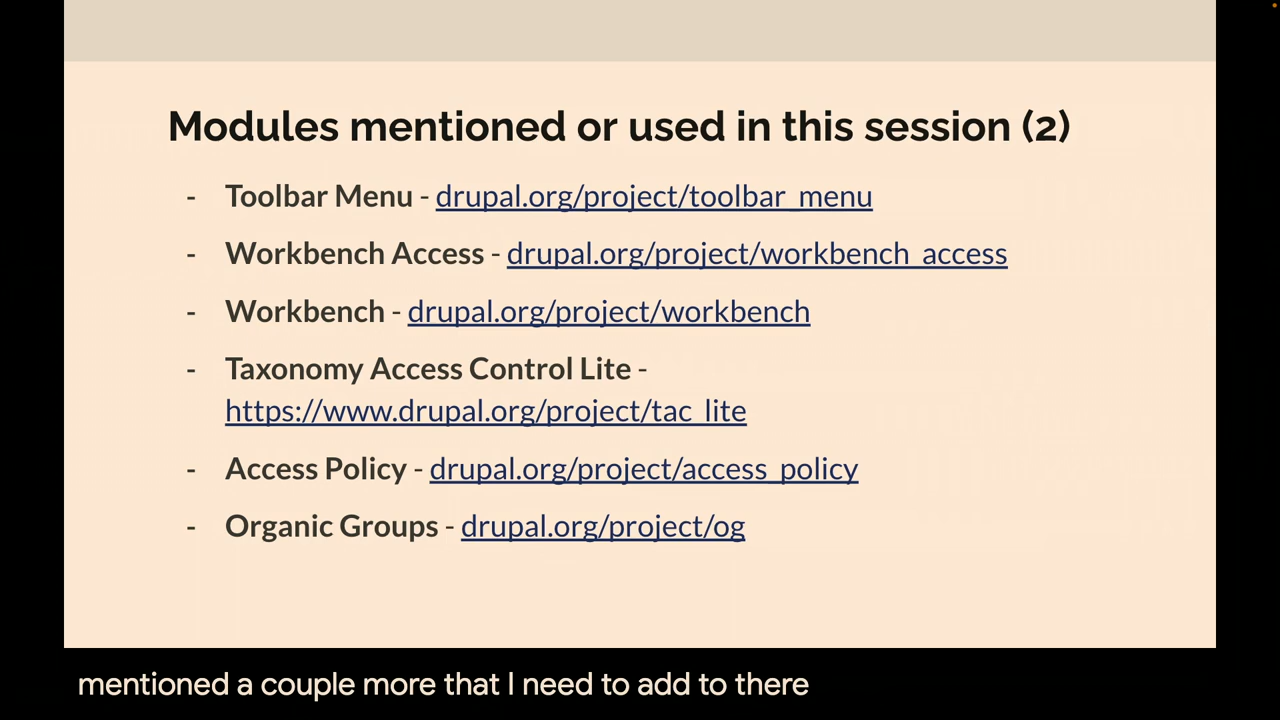 Modules mentioned or used in this session (2)
- Toolbar Menu - drupal.org/project/toolbar_menu
- Workbench Access - drupal.org/project/workbench_access
- Workbench - drupal.org/project/workbench
- Taxonomy Access Control Lite -
https://www.drupal.org/project/tac_lite
- Access Policy - drupal.org/project/access_policy
- Organic Groups - drupal.org/project/og
mentioned a couple more that I need to add to there